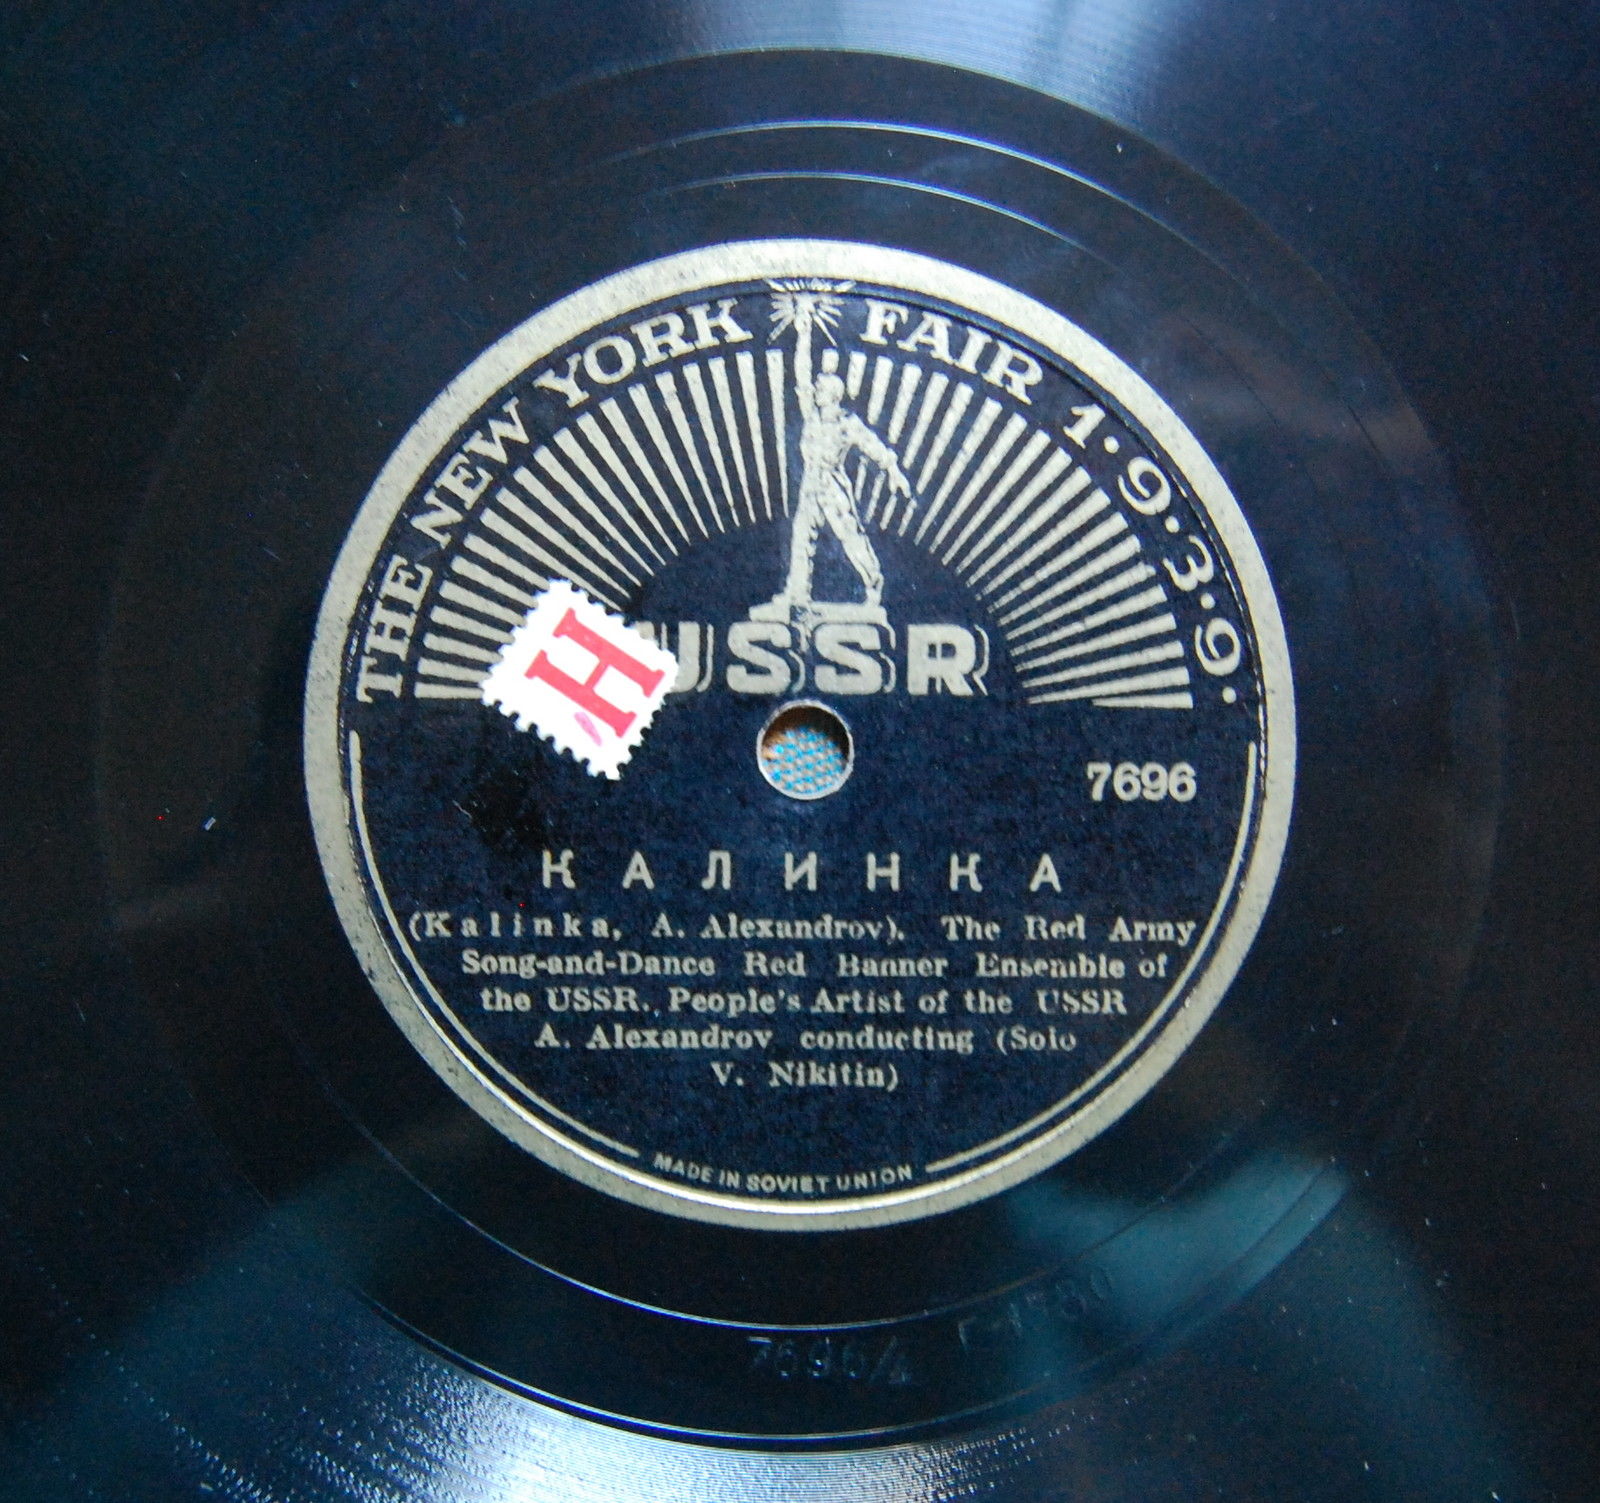 THE NEW YORK FAIR 1·9·3·9·
USSR
H
7696
КАЛИНКА
(Kalinka, A. Alexandrov). The Red Army
Song-and-Dance Red Banner Ensemble of
the USSR., People's Artist of the USSR
A. Alexandrov conducting (Solo
V. Nikitin)
MADE IN SOVIET UNION
7696/4